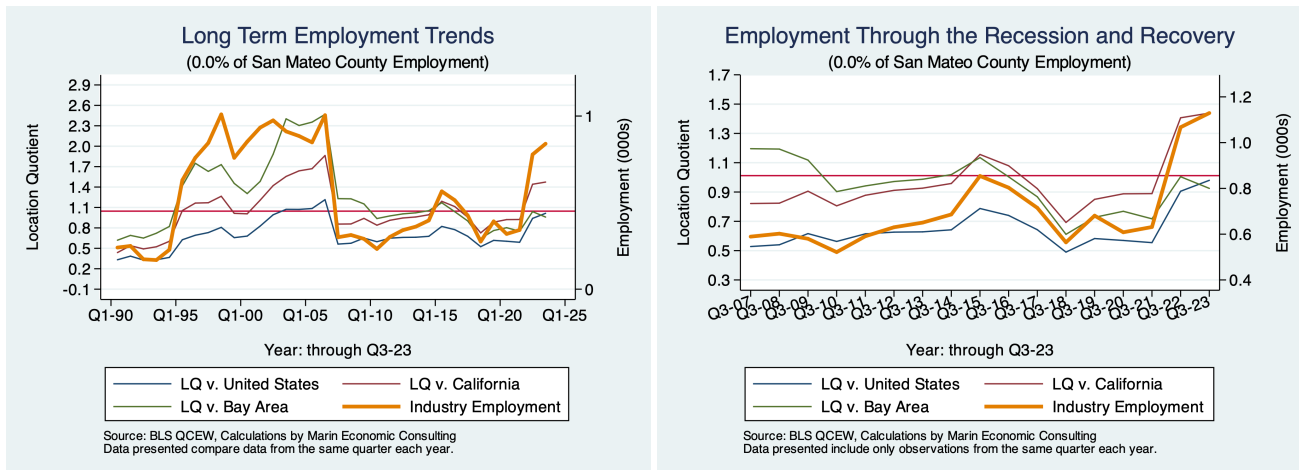 Long Term Employment Trends
(0.0% of San Mateo County Employment)
Location Quotient
2.9
2.6
2.3
2.0
1.7
1.4
1.1
0.8
0.5
0.2
-0.1
1
0
Employment (000s)
Q1-90 Q1-95 Q1-00 Q1-05 Q1-10 Q1-15 Q1-20 Q1-25
Year: through Q3-23
LQ v. United States LQ v. California
LQ v. Bay Area Industry Employment
Source: BLS QCEW, Calculations by Marin Economic Consulting
Data presented compare data from the same quarter each year.
Employment Through the Recession and Recovery
(0.0% of San Mateo County Employment)
Location Quotient
1.7
1.5
1.3
1.1
0.9
0.7
0.5
0.3
1.2
1.0
0.8
0.6
0.4
Employment (000s)
Q3-07 Q3-08 Q3-09 Q3-10 Q3-11 Q3-12 Q3-13 Q3-14 Q3-15 Q3-16 Q3-17 Q3-18 Q3-19 Q3-20 Q3-21 Q3-22 Q3-23
Year: through Q3-23
LQ v. United States LQ v. California
LQ v. Bay Area Industry Employment
Source: BLS QCEW, Calculations by Marin Economic Consulting
Data presented include only observations from the same quarter each year.